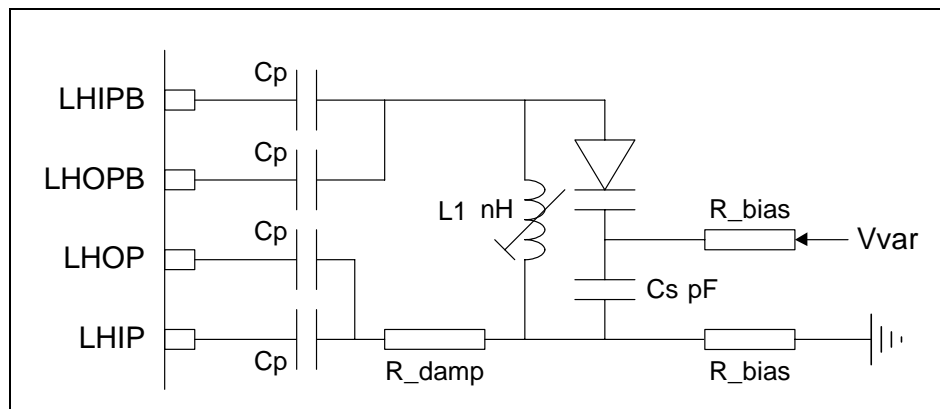 Cp
LHIPB
Cp
LHOPB
L1 nH
R_bias
Cp
LHOP
Vvar
Cs pF
LHIP
Cp
R_damp
R_bias